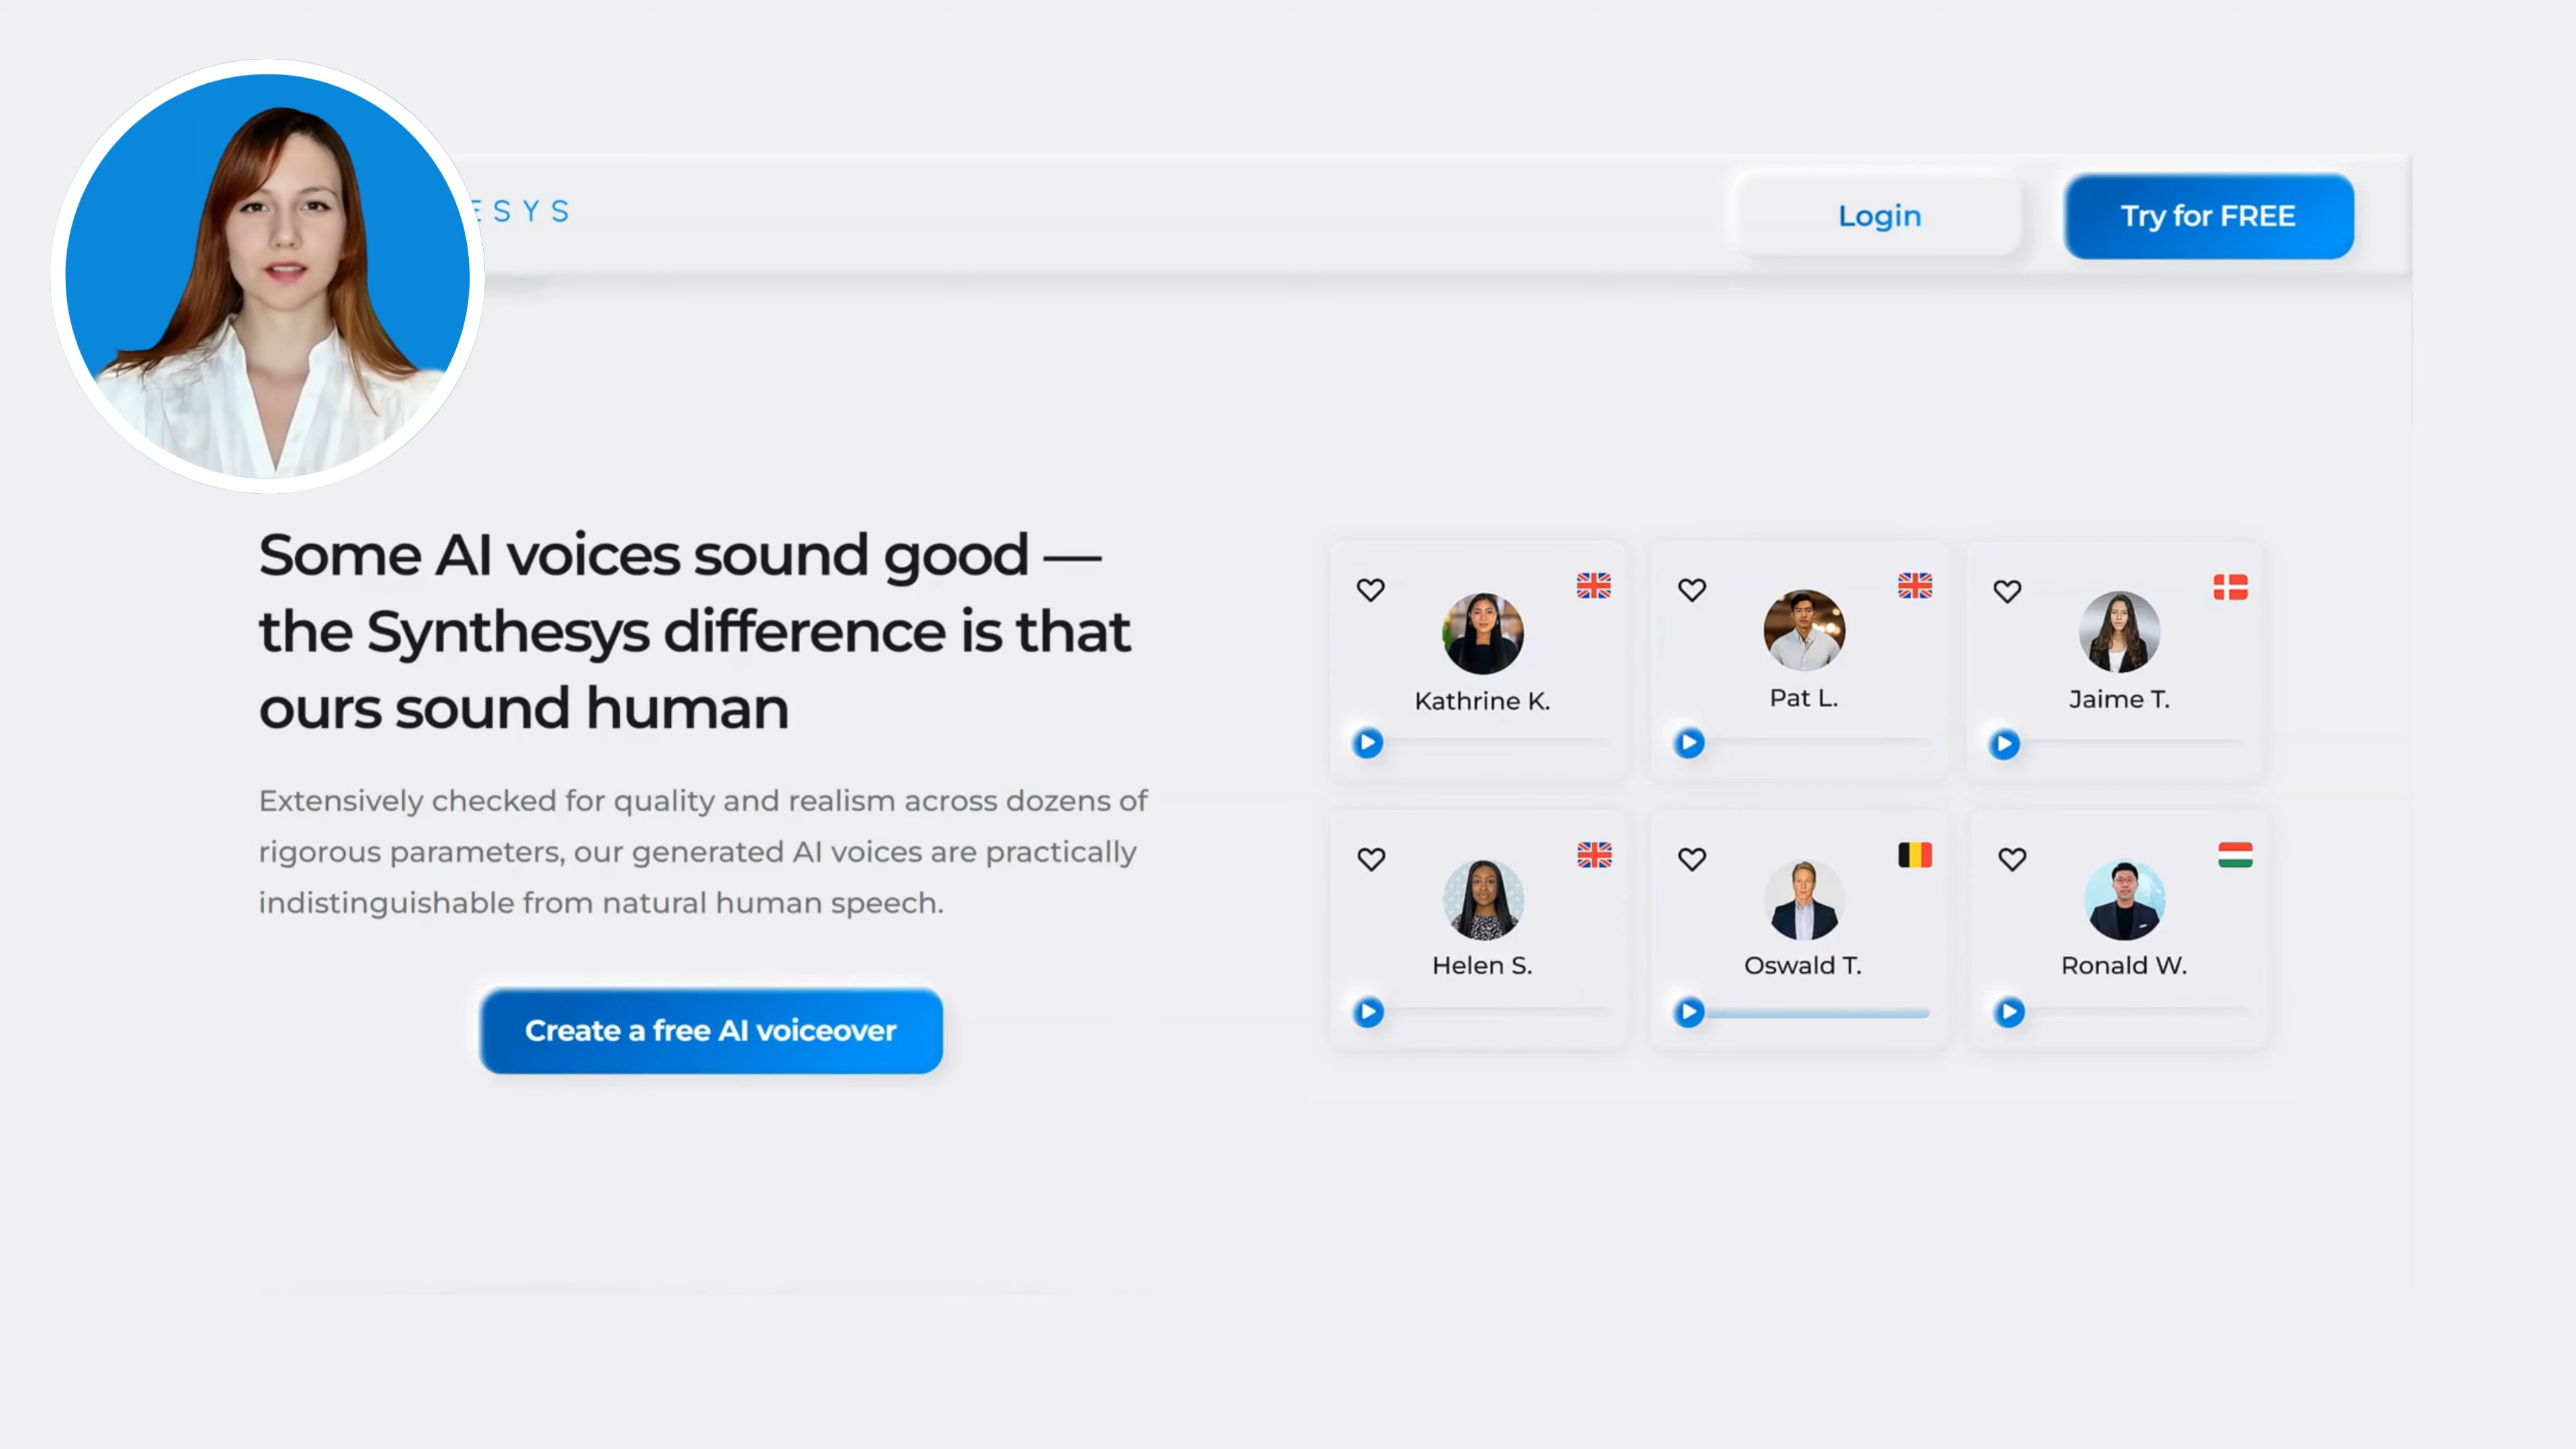 ESYS
Login
Try for FREE
Some AI voices sound good —
the Synthesys difference is that
ours sound human
Extensively checked for quality and realism across dozens of
rigorous parameters, our generated AI voices are practically
indistinguishable from natural human speech.
Create a free AI voiceover
Kathrine K.
Pat L.
Jaime T.
Helen S.
Oswald T.
Ronald W.